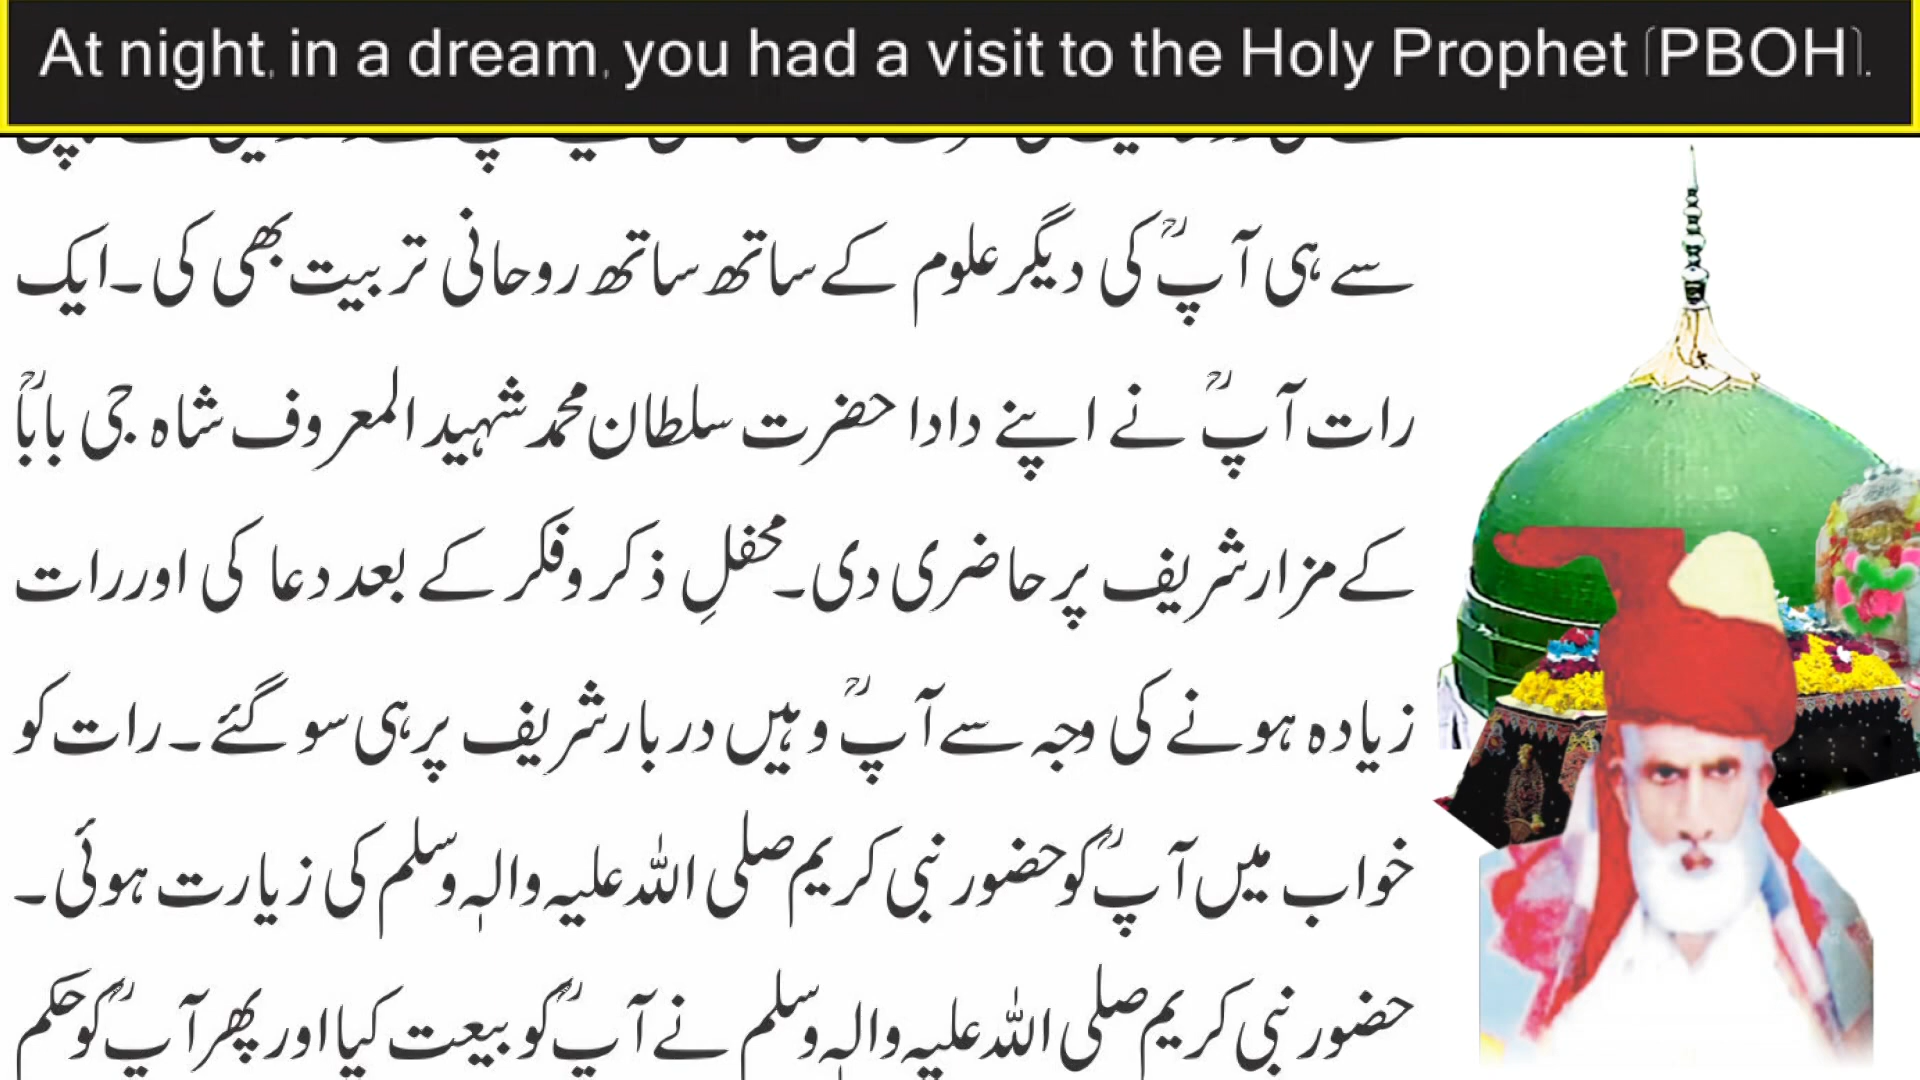 At night, in a dream, you had a visit to the Holy Prophet (PBOH).
سے ہی آپؒ کی دیگر علوم کے ساتھ ساتھ روحانی تربیت بھی کی۔ ایک
رات آپؒ نے اپنے دادا حضرت سلطان محمد شہید المعروف شاہ جی باباؒ
کے مزار شریف پر حاضری دی۔ محفلِ ذکر و فکر کے بعد دعا کی اور رات
زیادہ ہونے کی وجہ سے آپؒ وہیں دربار شریف پر ہی سو گئے۔ رات کو
خواب میں آپؒ کو حضور نبی کریم صلی اللہ علیہ والہٖ وسلم کی زیارت ہوئی۔
حضور نبی کریم صلی اللہ علیہ والہٖ وسلم نے آپؒ کو بیعت کیا اور پھر آپؒ کو حکم